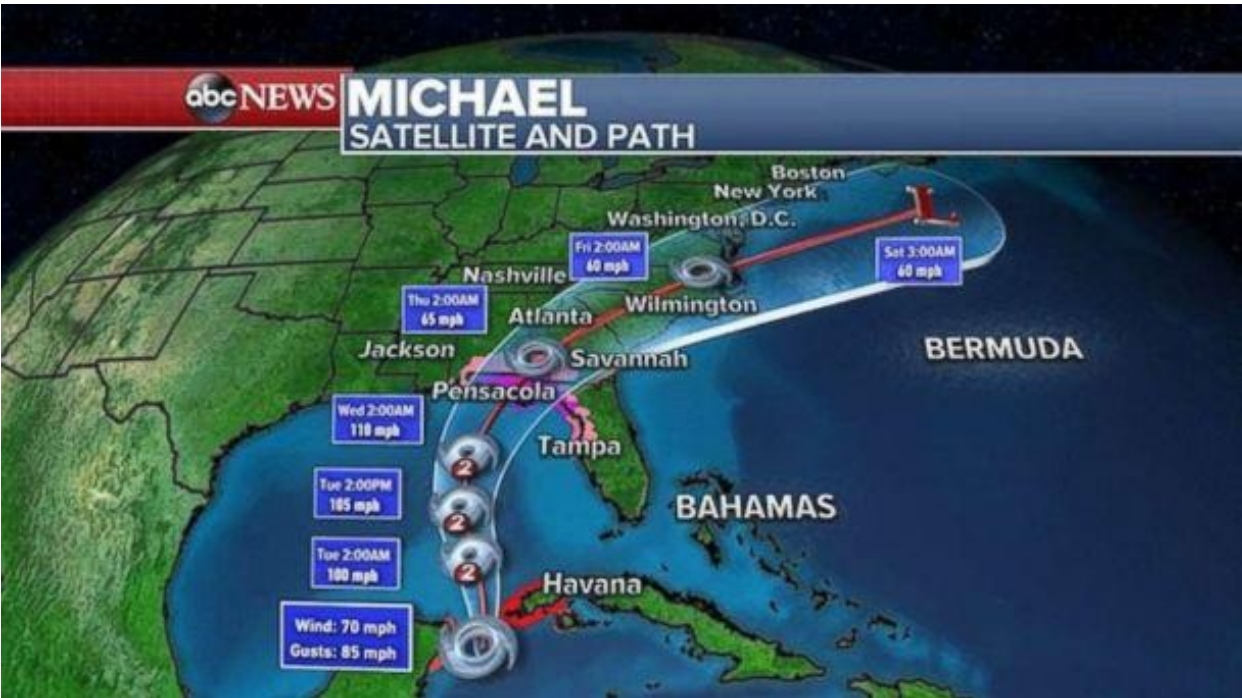 abc NEWS
MICHAEL
SATELLITE AND PATH
Boston
New York
Washington, D.C.
Fri 2:00AM
60 mph
Sat 3:00AM
60 mph
L
Nashville
Thu 2:00AM
65 mph
Wilmington
Atlanta
Jackson
Savannah
BERMUDA
Pensacola
Wed 2:00AM
110 mph
Tampa
2
Tue 2:00PM
105 mph
2
BAHAMAS
Tue 2:00AM
100 mph
2
Havana
Wind: 70 mph
Gusts: 85 mph